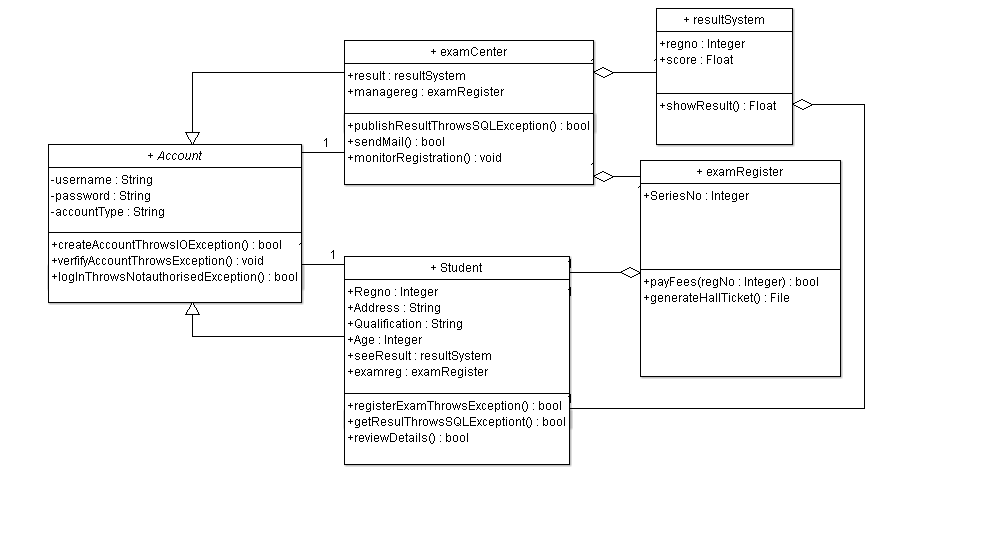 + resultSystem
+regno : Integer
+score : Float
+showResult() : Float
+ examCenter
+result : resultSystem
+managereg : examRegister
+publishResultThrowsSQLException() : bool
+sendMail() : bool
+monitorRegistration() : void
1
+ Account
-username : String
-password : String
-accountType : String
+createAccountThrowsIOException() : bool
+verfifyAccountThrowsException() : void
+logInThrowsNotauthorisedException() : bool
+ examRegister
+SeriesNo : Integer
+payFees(regNo : Integer) : bool
+generateHallTicket() : File
1
+ Student
+Regno : Integer
+Address : String
+Qualification : String
+Age : Integer
+seeResult : resultSystem
+examreg : examRegister
+registerExamThrowsException() : bool
+getResulThrowsSQLExceptiont() : bool
+reviewDetails() : bool